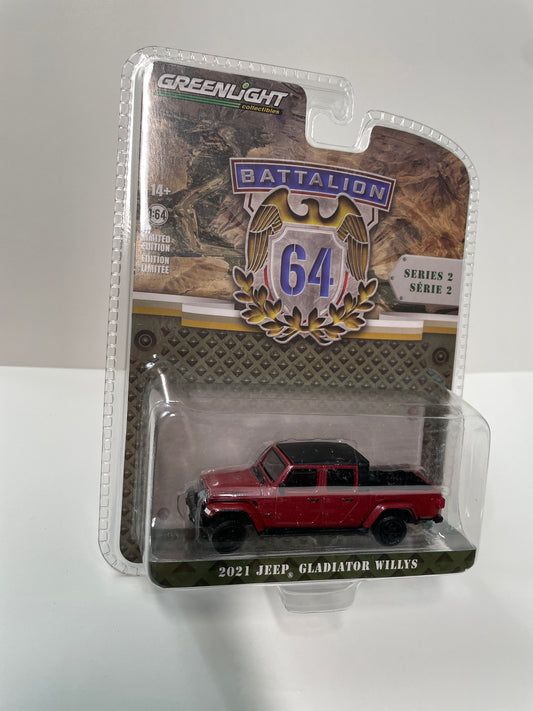 GREENLIGHT
collectibles
BATTALION
64
14+
1:64
LIMITED
EDITION
ÉDITION
LIMITÉE
SERIES 2
SÉRIE 2
2021 JEEP® GLADIATOR WILLYS